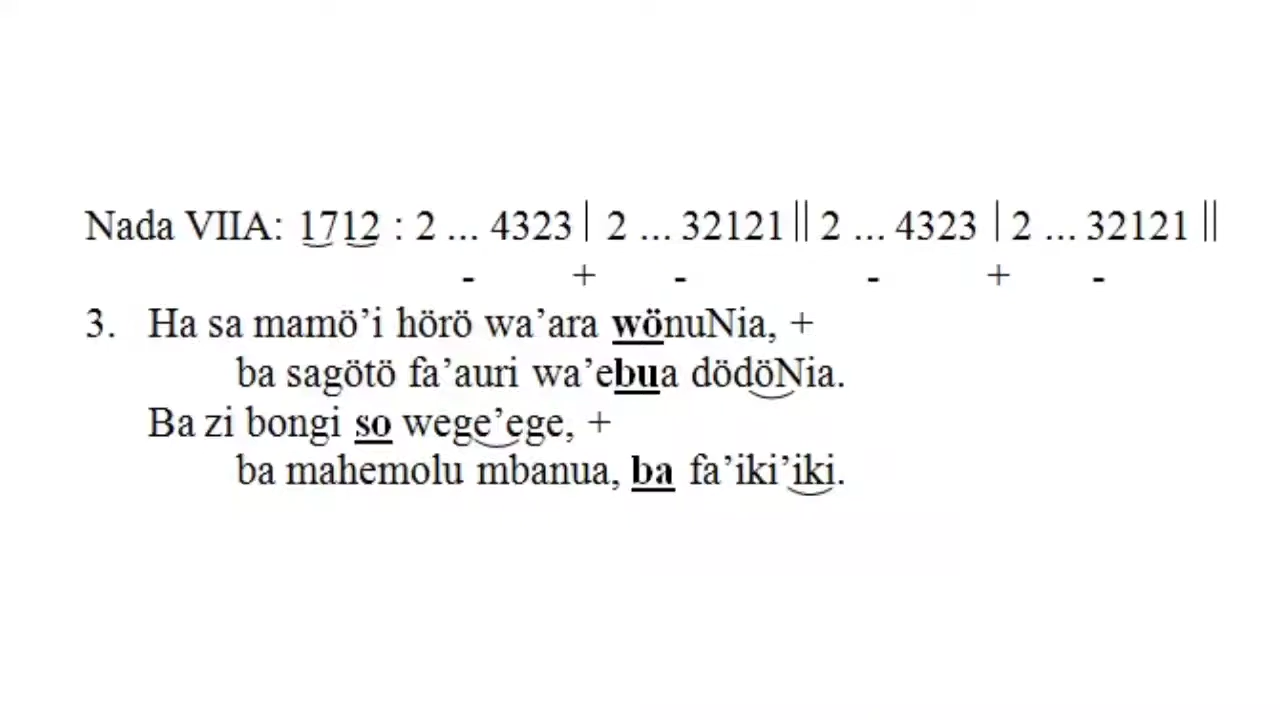 Nada VIIA: 1712 : 2 ... 4323 | 2 ... 32121 || 2 ... 4323 | 2 ... 32121 ||
- + - - + -
3. Ha sa mamö’i hörö wa’ara wönuNia, +
ba sagötö fa’auri wa’ebua dödöNia.
Ba zi bongi so wege’ege, +
ba mahemolu mbanua, ba fa’iki’iki.